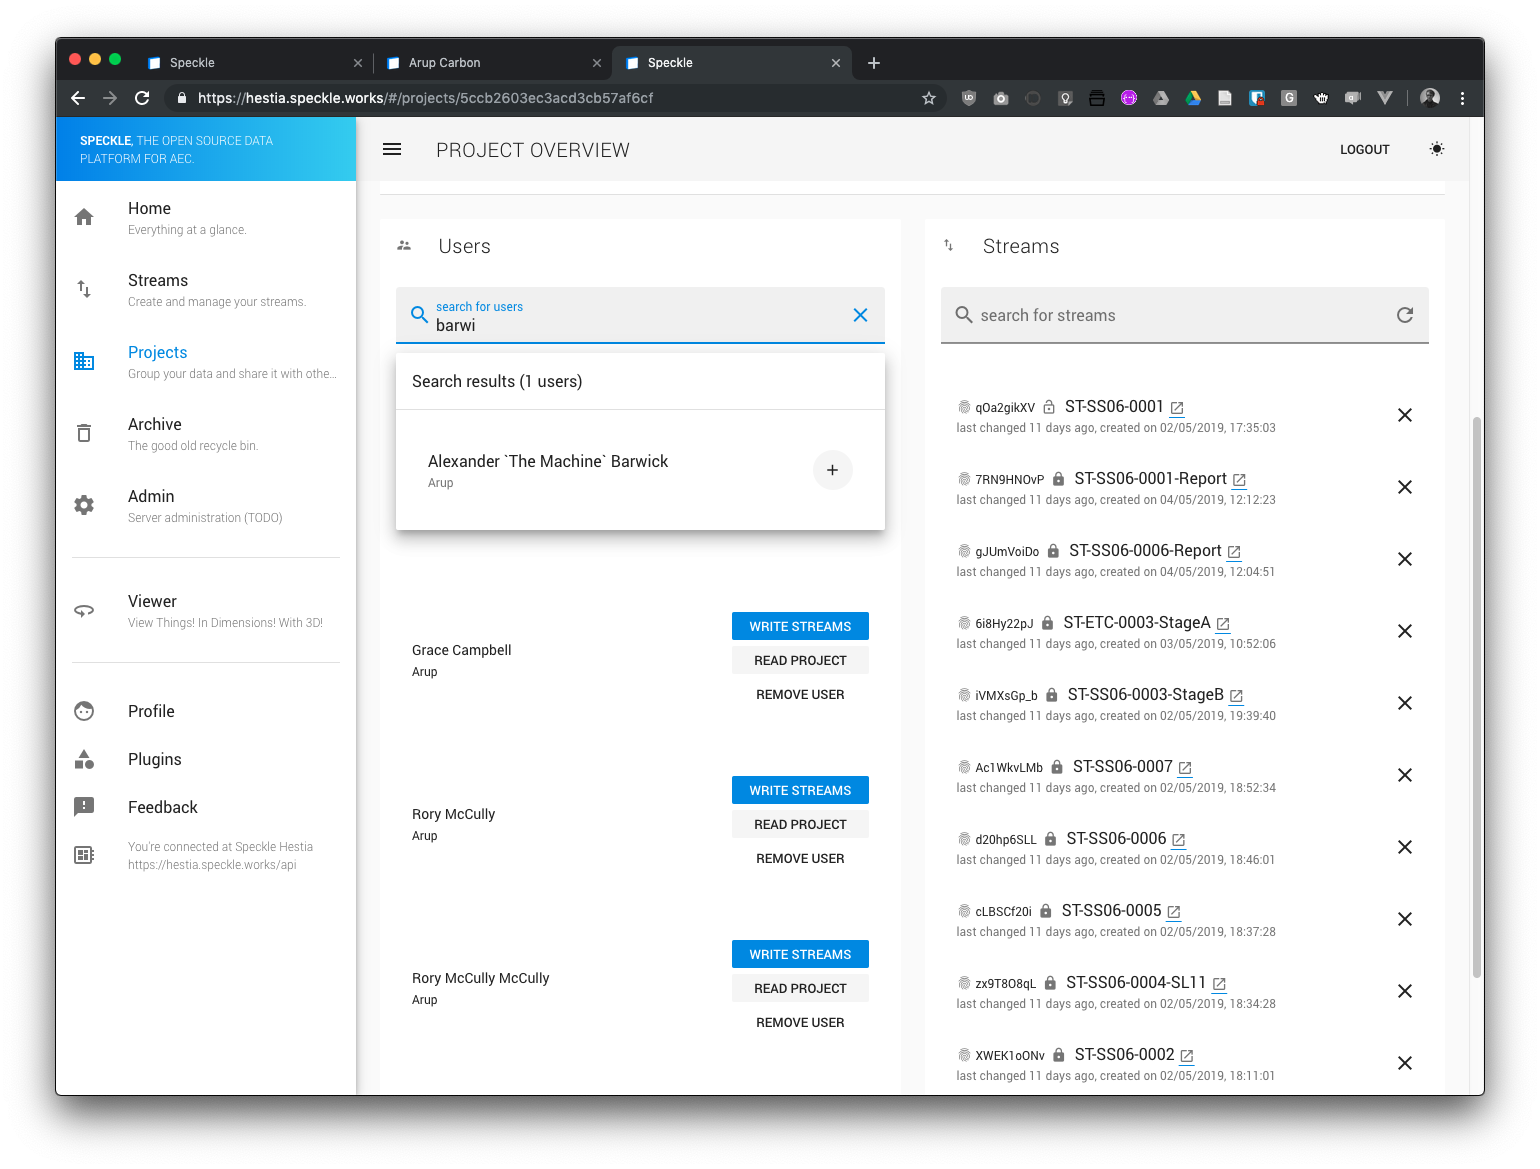 Speckle
Arup Carbon
Speckle
https://hestia.speckle.works/#/projects/5ccb2603ec3acd3cb57af6cf
SPECKLE, THE OPEN SOURCE DATA
PLATFORM FOR AEC.
PROJECT OVERVIEW
LOGOUT
Home
Everything at a glance.
Streams
Create and manage your streams.
Projects
Group your data and share it with othe...
Archive
The good old recycle bin.
Admin
Server administration (TODO)
Viewer
View Things! In Dimensions! With 3D!
Profile
Plugins
Feedback
You're connected at Speckle Hestia
https://hestia.speckle.works/api
Users
search for users
barwi
Search results (1 users)
Alexander `The Machine` Barwick
Arup
Grace Campbell
Arup
WRITE STREAMS
READ PROJECT
REMOVE USER
Rory McCully
Arup
WRITE STREAMS
READ PROJECT
REMOVE USER
Rory McCully McCully
Arup
WRITE STREAMS
READ PROJECT
REMOVE USER
Streams
search for streams
qOa2gikXV ST-SS06-0001
last changed 11 days ago, created on 02/05/2019, 17:35:03
7RN9HNOvP ST-SS06-0001-Report
last changed 11 days ago, created on 04/05/2019, 12:12:23
gJUmVoiDo ST-SS06-0006-Report
last changed 11 days ago, created on 04/05/2019, 12:04:51
6i8Hy22pJ ST-ETC-0003-StageA
last changed 11 days ago, created on 03/05/2019, 10:52:06
iVMXsGp_b ST-SS06-0003-StageB
last changed 11 days ago, created on 02/05/2019, 19:39:40
Ac1WkvLMb ST-SS06-0007
last changed 11 days ago, created on 02/05/2019, 18:52:34
d20hp6SLL ST-SS06-0006
last changed 11 days ago, created on 02/05/2019, 18:46:01
cLBSCf20i ST-SS06-0005
last changed 11 days ago, created on 02/05/2019, 18:37:28
zx9T8O8qL ST-SS06-0004-SL11
last changed 11 days ago, created on 02/05/2019, 18:34:28
XWEK1oONv ST-SS06-0002
last changed 11 days ago, created on 02/05/2019, 18:11:01